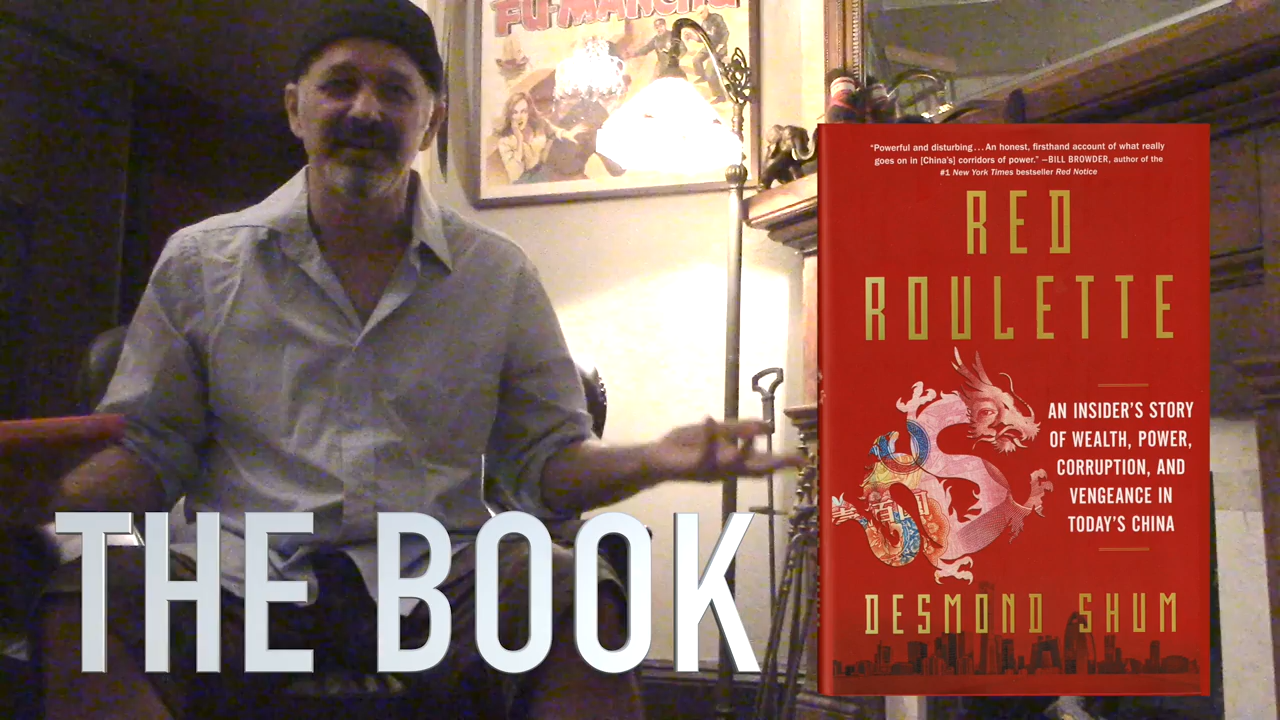 FU-MANCHU
"Powerful and disturbing...An honest, firsthand account of what really
goes on in [China's] corridors of power." —BILL BROWDER, author of the
#1 New York Times bestseller Red Notice
RED
ROULETTE
AN INSIDER'S STORY
OF WEALTH, POWER,
CORRUPTION, AND
VENGEANCE IN
TODAY'S CHINA
DESMOND SHUM
THE BOOK